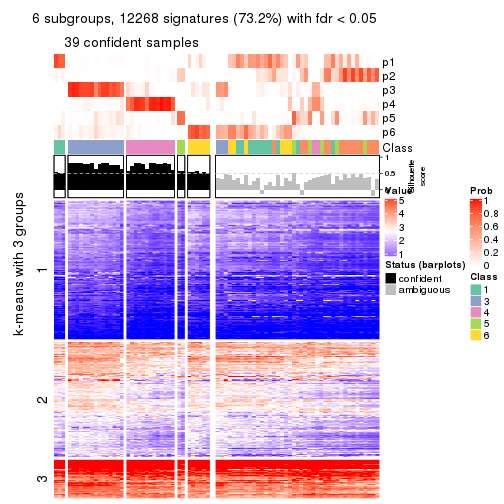 6 subgroups, 12268 signatures (73.2%) with fdr < 0.05
39 confident samples
p1
p2
p3
p4
p5
p6
Class
1
0.5
0
Silhouette
score
k-means with 3 groups
1
2
3
Value
5
4
3
2
1
Status (barplots)
confident
ambiguous
Prob
1
0.8
0.6
0.4
0.2
0
Class
1
3
4
5
6